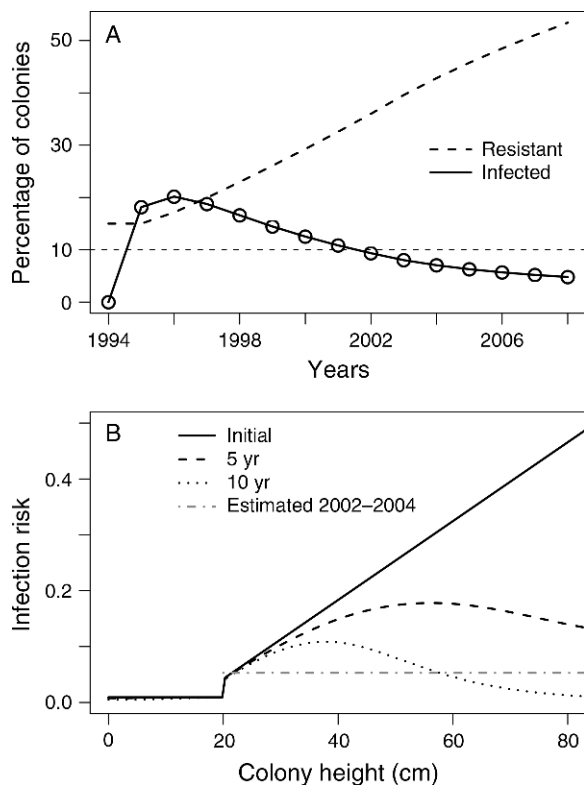 A
Percentage of colonies
50
30
10
0
Resistant
Infected
1994
1998
2002
2006
Years
B
Infection risk
0.4
0.2
0.0
Initial
5 yr
10 yr
Estimated 2002–2004
0
20
40
60
80
Colony height (cm)